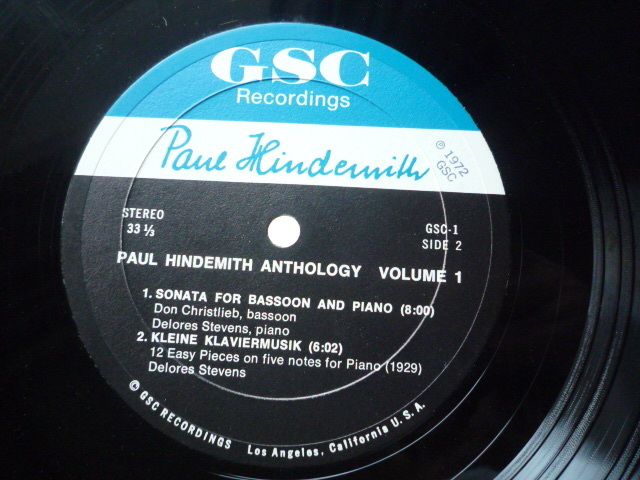 GSC
Recordings
Paul Hindemith
℗ 1972
GSC
STEREO
33 ⅓
GSC-1
SIDE 2
PAUL HINDEMITH ANTHOLOGY VOLUME 1
1. SONATA FOR BASSOON AND PIANO (8:00)
Don Christlieb, bassoon
Delores Stevens, piano
2. KLEINE KLAVIERMUSIK (6:02)
12 Easy Pieces on five notes for Piano (1929)
Delores Stevens
© GSC RECORDINGS Los Angeles, California U.S.A.